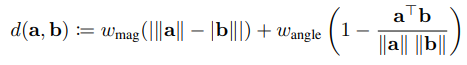 d(𝐚, 𝐛) := w_mag(|‖𝐚‖ − |𝐛‖|) + w_angle (1 − 𝐚^⊤𝐛 / (‖𝐚‖ ‖𝐛‖))